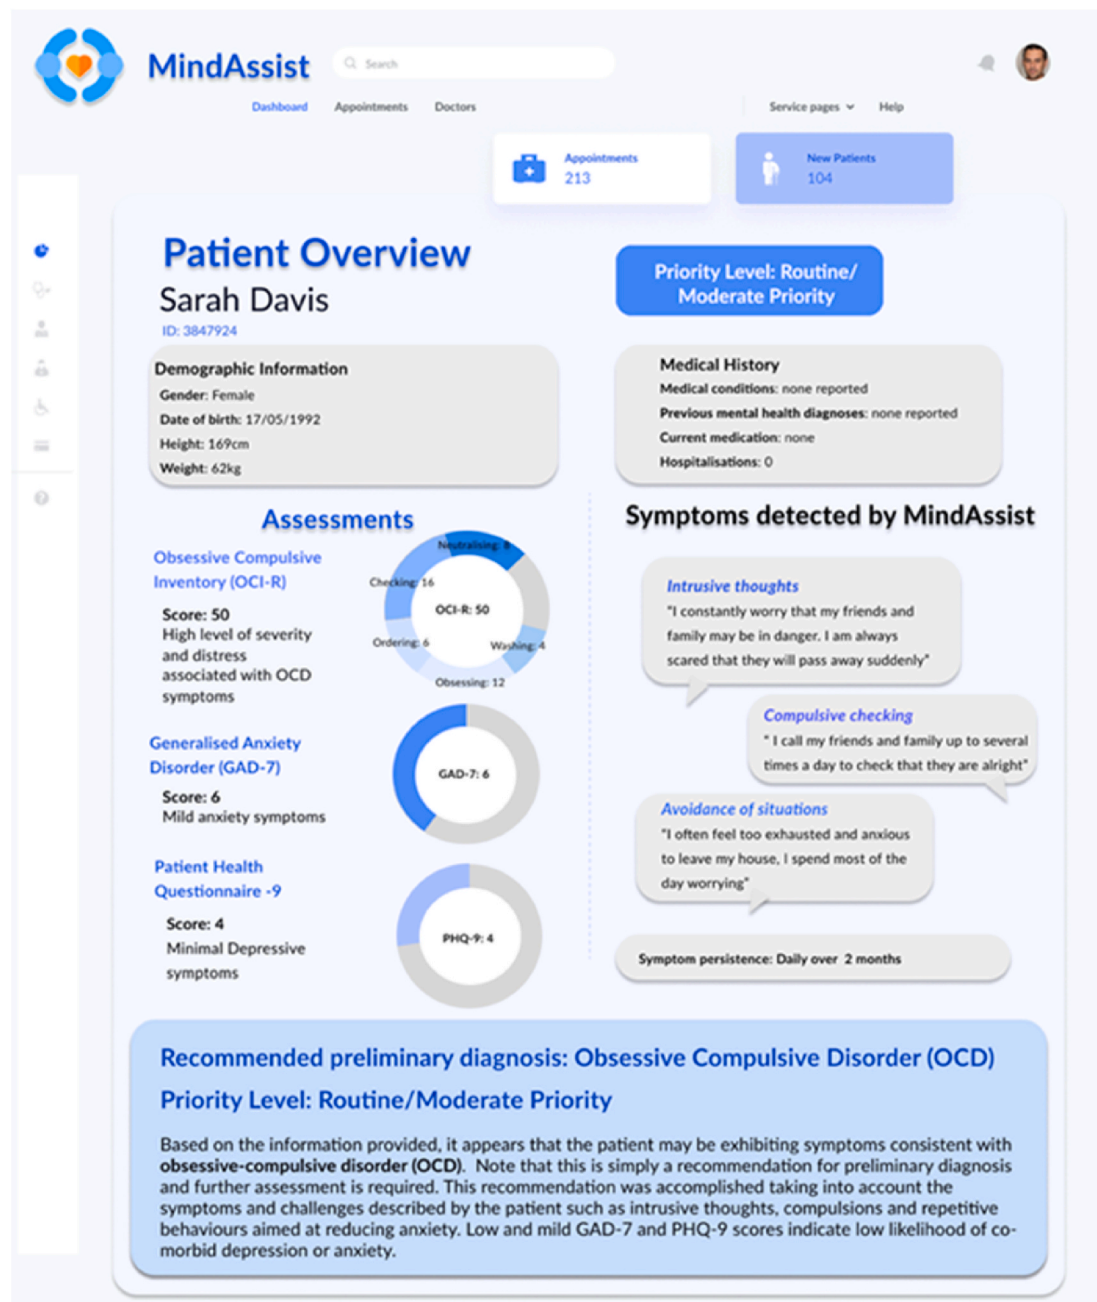 MindAssist
Search
Dashboard
Appointments
Doctors
Service pages
Help
Appointments
213
New Patients
104
Patient Overview
Sarah Davis
ID: 3847924
Priority Level: Routine/
Moderate Priority
Demographic Information
Gender: Female
Date of birth: 17/05/1992
Height: 169cm
Weight: 62kg
Medical History
Medical conditions: none reported
Previous mental health diagnoses: none reported
Current medication: none
Hospitalisations: 0
Assessments
Obsessive Compulsive
Inventory (OCI-R)
Score: 50
High level of severity
and distress
associated with OCD
symptoms
Neutralising: 8
Checking: 16
OCI-R: 50
Ordering: 6
Washing: 4
Obsessing: 12
Generalised Anxiety
Disorder (GAD-7)
Score: 6
Mild anxiety symptoms
GAD-7: 6
Patient Health
Questionnaire -9
Score: 4
Minimal Depressive
symptoms
PHQ-9: 4
Symptoms detected by MindAssist
Intrusive thoughts
"I constantly worry that my friends and
family may be in danger. I am always
scared that they will pass away suddenly"
Compulsive checking
" I call my friends and family up to several
times a day to check that they are alright"
Avoidance of situations
"I often feel too exhausted and anxious
to leave my house, I spend most of the
day worrying"
Symptom persistence: Daily over 2 months
Recommended preliminary diagnosis: Obsessive Compulsive Disorder (OCD)
Priority Level: Routine/Moderate Priority
Based on the information provided, it appears that the patient may be exhibiting symptoms consistent with
obsessive-compulsive disorder (OCD). Note that this is simply a recommendation for preliminary diagnosis
and further assessment is required. This recommendation was accomplished taking into account the
symptoms and challenges described by the patient such as intrusive thoughts, compulsions and repetitive
behaviours aimed at reducing anxiety. Low and mild GAD-7 and PHQ-9 scores indicate low likelihood of co-
morbid depression or anxiety.